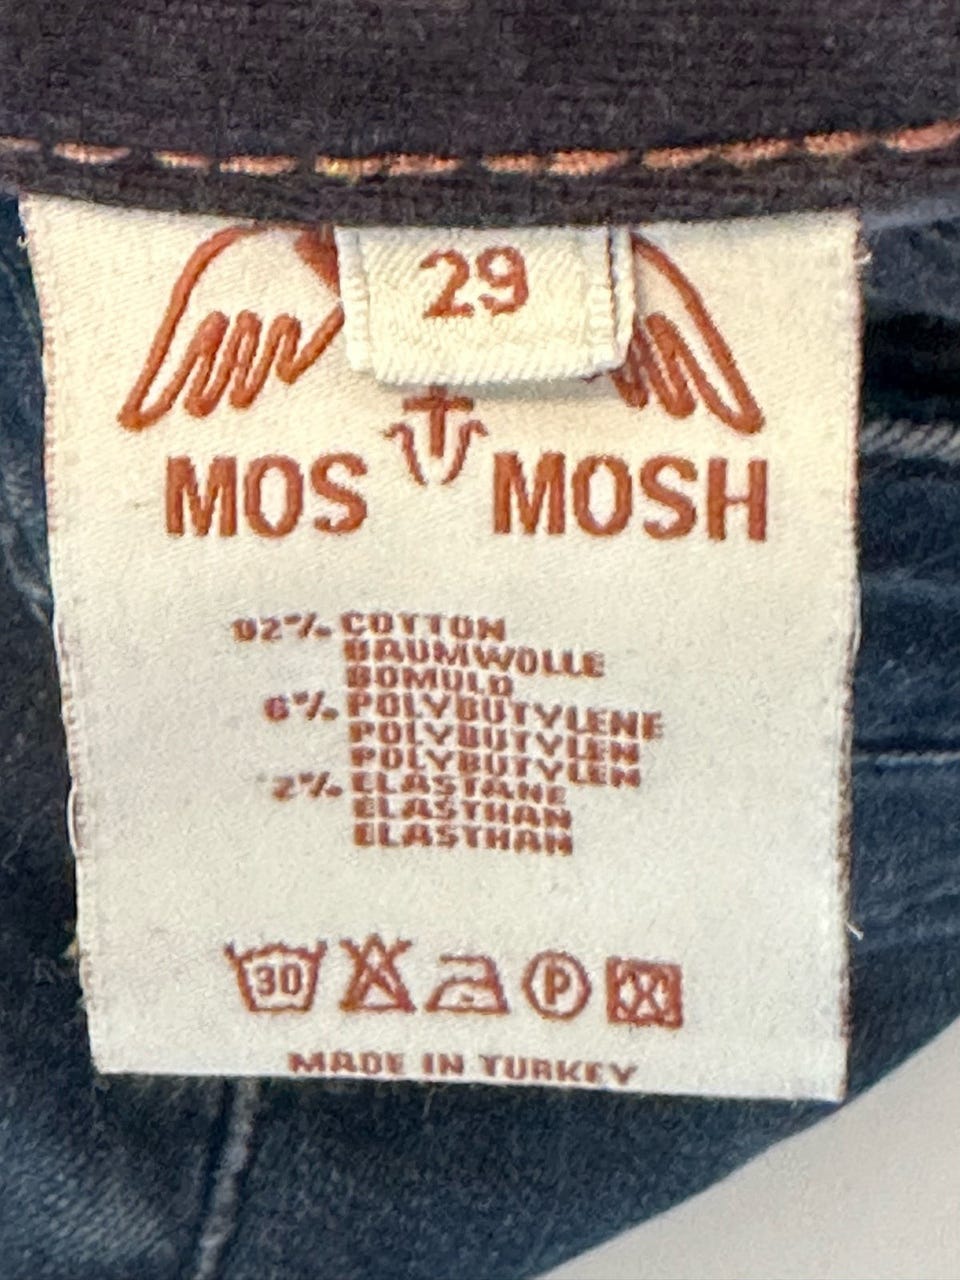 29
MOS MOSH
92% COTTON
BAUMWOLLE
BOMULD
6% POLYBUTYLENE
POLYBUTYLEN
POLYBUTYLEN
2% ELASTANE
ELASTHAN
ELASTHAN
30 P
MADE IN TURKEY